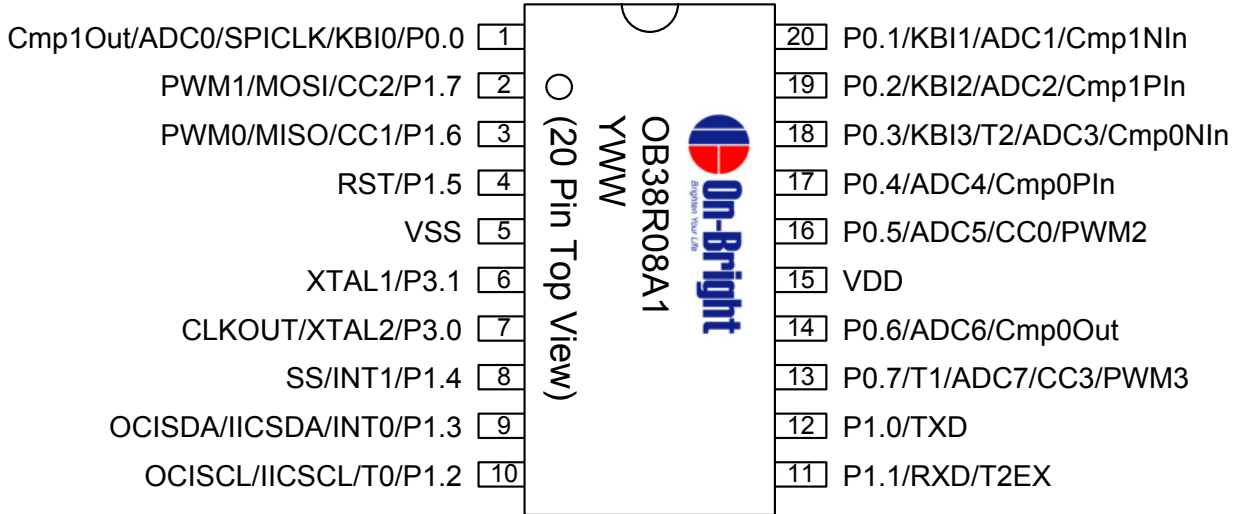 Cmp1Out/ADC0/SPICLK/KBI0/P0.0 1
PWM1/MOSI/CC2/P1.7 2
PWM0/MISO/CC1/P1.6 3
RST/P1.5 4
VSS 5
XTAL1/P3.1 6
CLKOUT/XTAL2/P3.0 7
SS/INT1/P1.4 8
OCISDA/IICSDA/INT0/P1.3 9
OCISCL/IICSCL/T0/P1.2 10
On-Bright
Brighten Your Life
OB38R08A1
YWW
(20 Pin Top View)
20 P0.1/KBI1/ADC1/Cmp1NIn
19 P0.2/KBI2/ADC2/Cmp1PIn
18 P0.3/KBI3/T2/ADC3/Cmp0NIn
17 P0.4/ADC4/Cmp0PIn
16 P0.5/ADC5/CC0/PWM2
15 VDD
14 P0.6/ADC6/Cmp0Out
13 P0.7/T1/ADC7/CC3/PWM3
12 P1.0/TXD
11 P1.1/RXD/T2EX